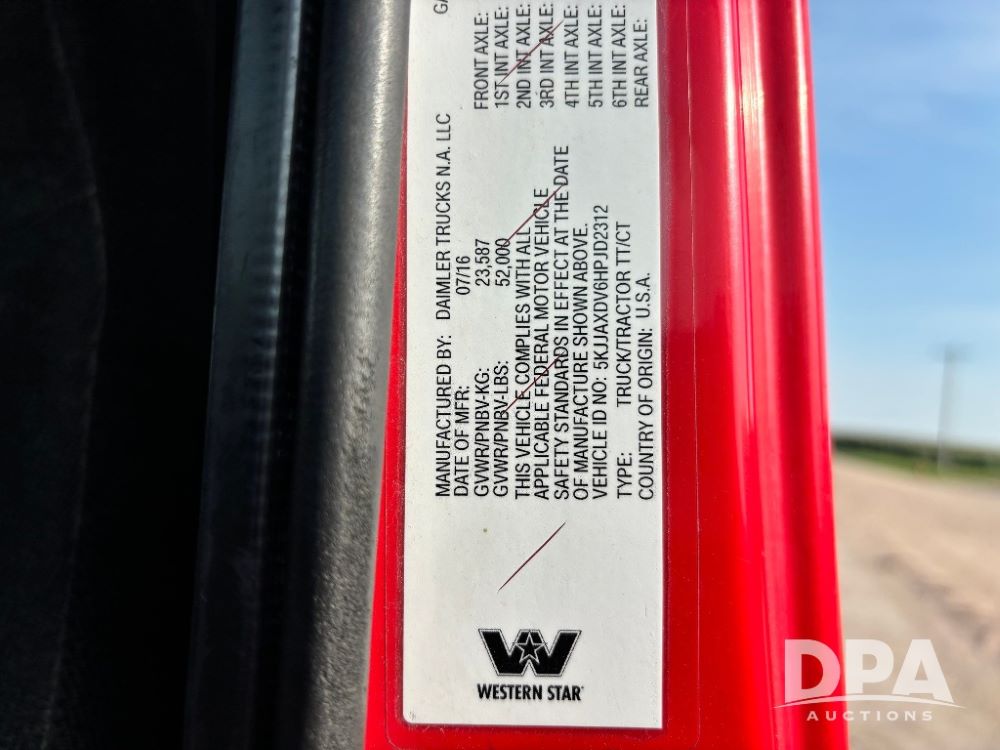 MANUFACTURED BY: DAIMLER TRUCKS N.A. LLC
DATE OF MFR: 07/16
GVWR/PNBV-KG: 23,587
GVWR/PNBV-LBS: 52,000
THIS VEHICLE COMPLIES WITH ALL
APPLICABLE FEDERAL MOTOR VEHICLE
SAFETY STANDARDS IN EFFECT AT THE DATE
OF MANUFACTURE SHOWN ABOVE.
VEHICLE ID NO: 5KJJAXDV6HPJD2312
TYPE: TRUCK/TRACTOR TT/CT
COUNTRY OF ORIGIN: U.S.A.
GA
FRONT AXLE:
1ST INT AXLE:
2ND INT AXLE:
3RD INT AXLE:
4TH INT AXLE:
5TH INT AXLE:
6TH INT AXLE:
REAR AXLE:
WESTERN STAR
DPA
AUCTIONS